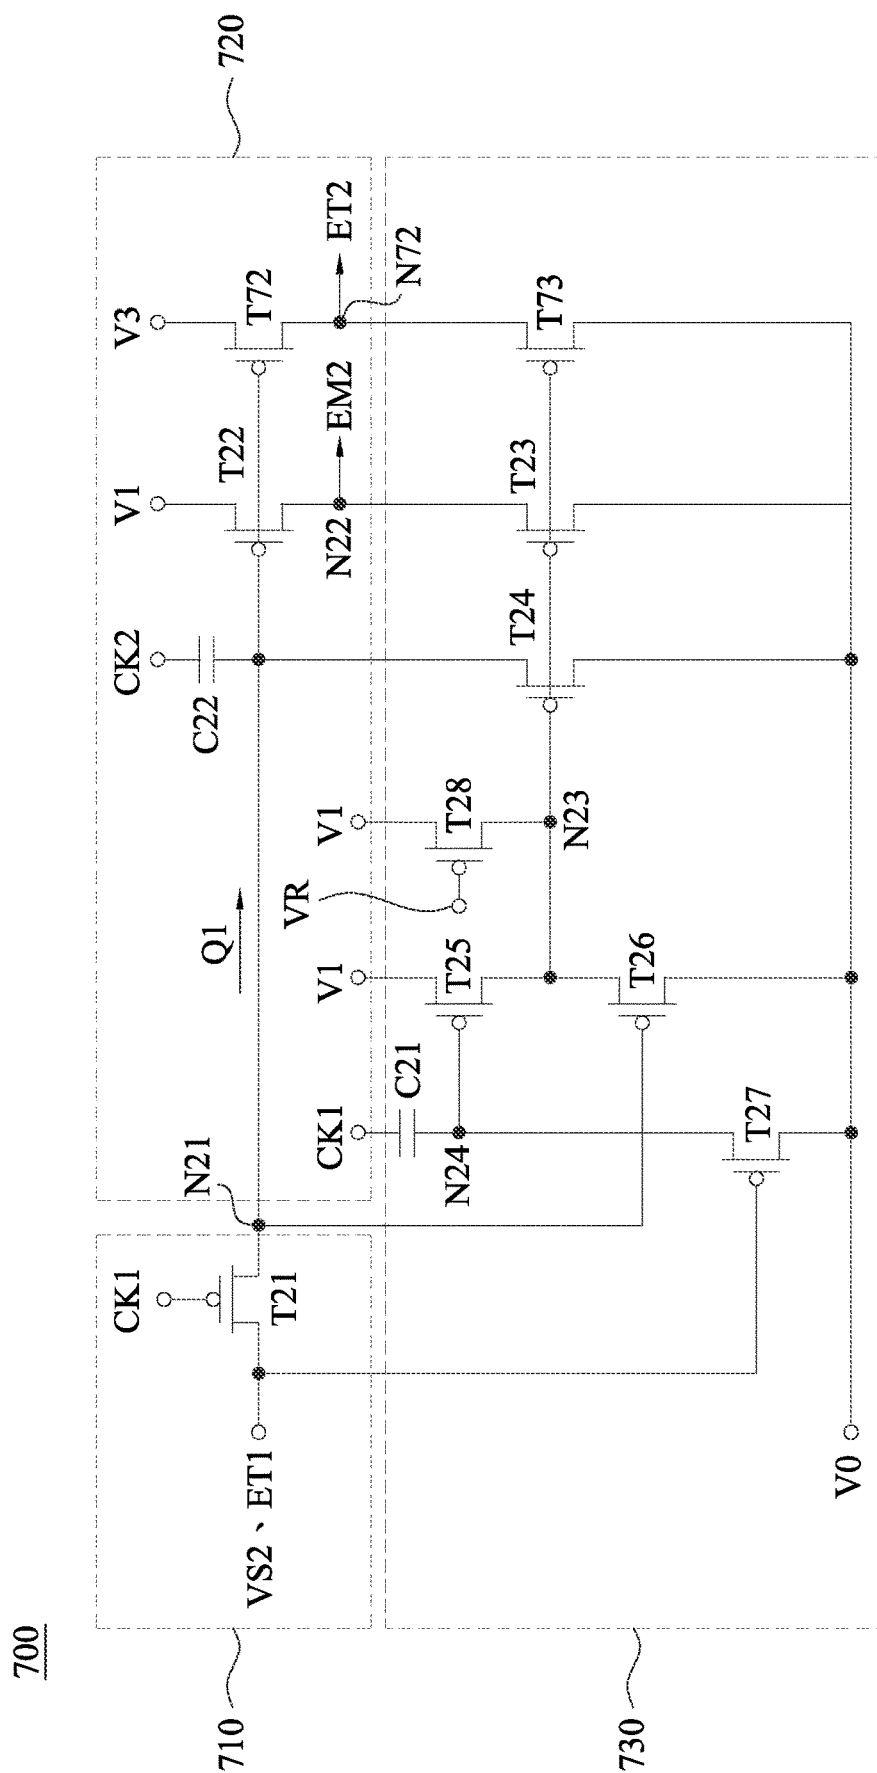 700
710
720
730
VS2、ET1
CK1
T21
N21
Q1
CK2
C22
V1
T22
N22
EM2
V3
T72
ET2
N72
CK1
C21
N24
V1
T25
VR
V1
T28
N23
T24
T23
T73
T26
T27
V0